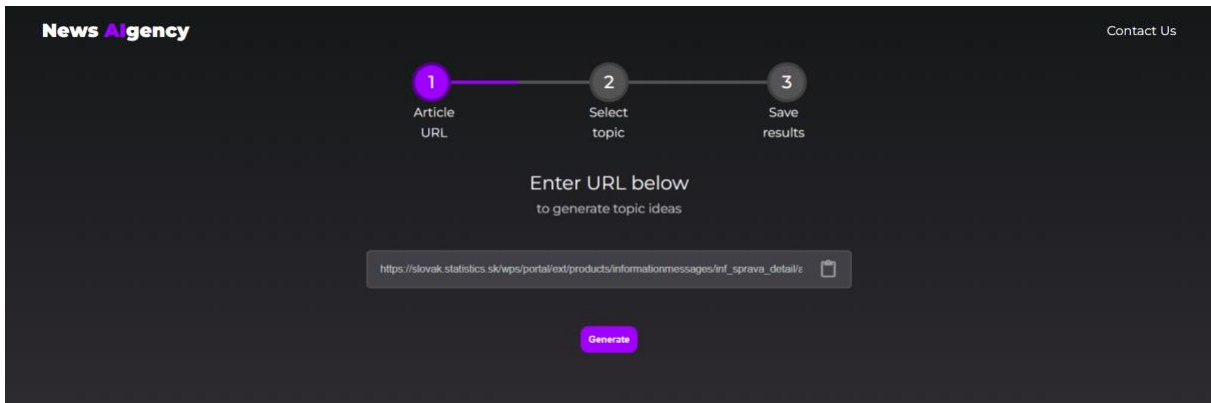 News AIgency
Contact Us
1
2
3
Article
URL
Select
topic
Save
results
Enter URL below
to generate topic ideas
https://slovak.statistics.sk/wps/portal/ext/products/informationmessages/inf_sprava_detail/a
Generate